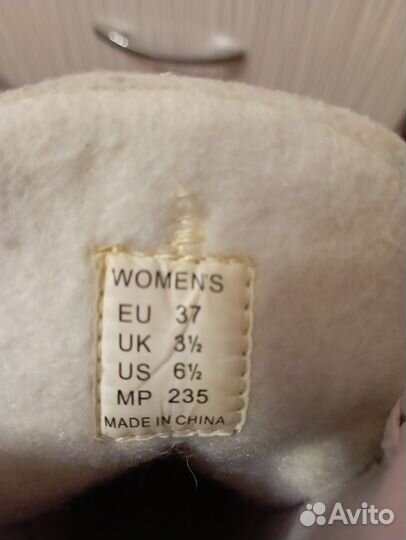 WOMEN'S
EU 37
UK 3½
US 6½
MP 235
MADE IN CHINA
Avito